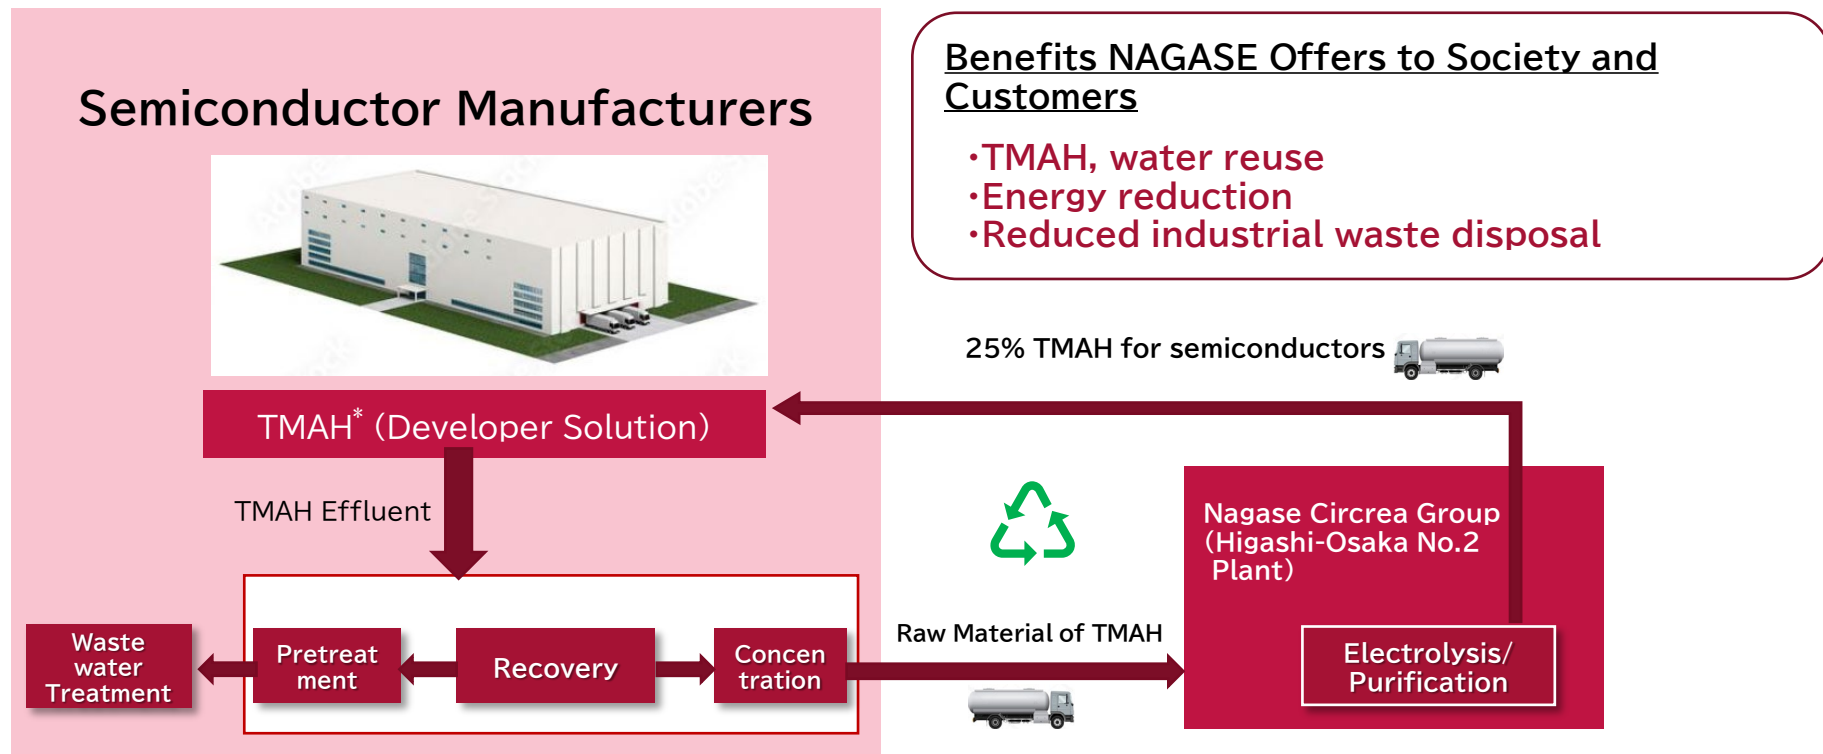 Semiconductor Manufacturers
TMAH* (Developer Solution)
TMAH Effluent
Waste
water
Treatment
Pretreat
ment
Recovery
Concen
tration
Benefits NAGASE Offers to Society and
Customers
・TMAH, water reuse
・Energy reduction
・Reduced industrial waste disposal
25% TMAH for semiconductors
Raw Material of TMAH
Nagase Circrea Group
(Higashi-Osaka No.2
Plant)
Electrolysis/
Purification